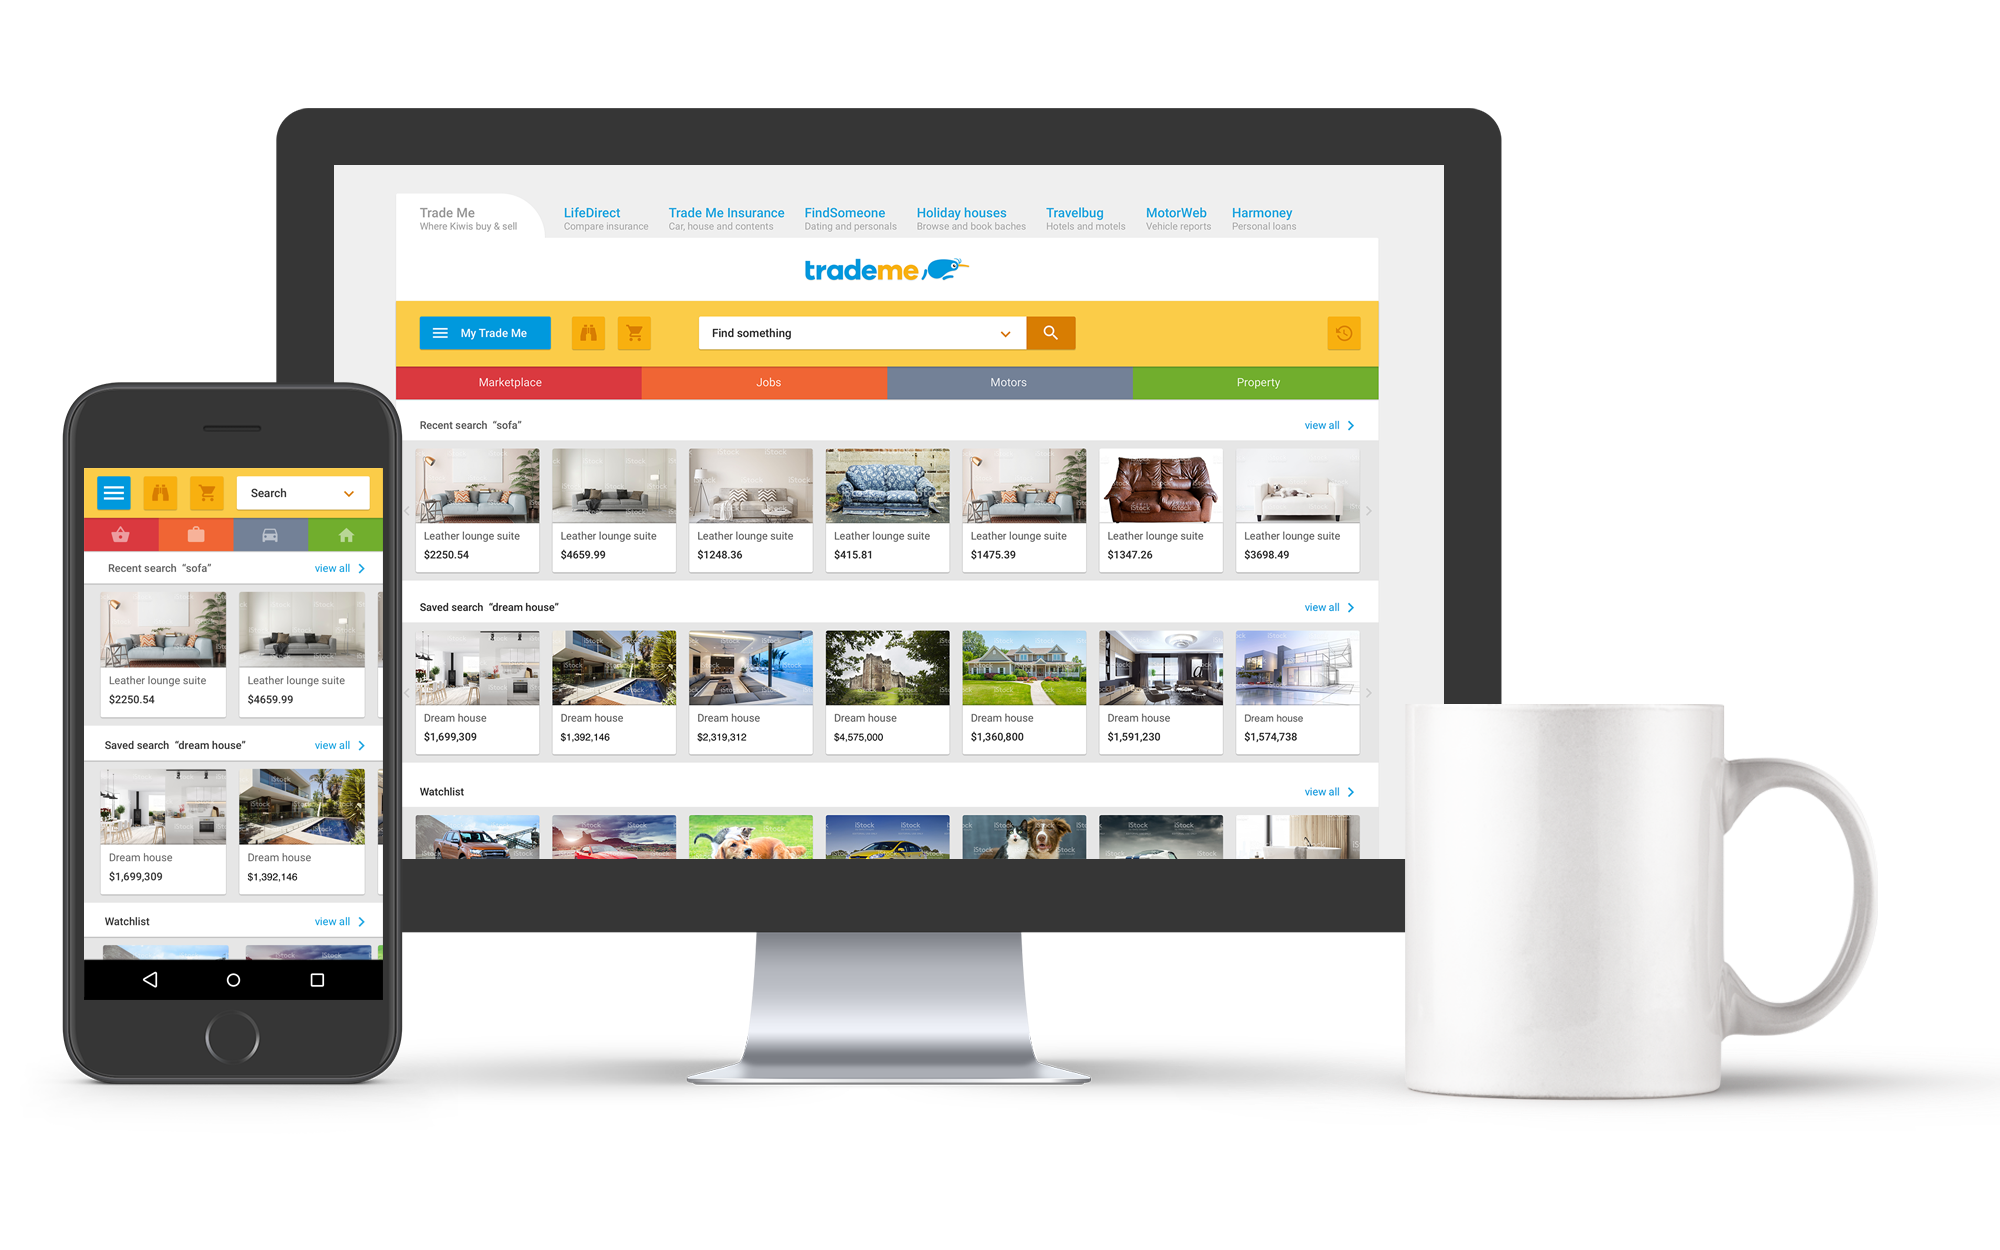 Trade Me
Where Kiwis buy & sell
LifeDirect
Compare insurance
Trade Me Insurance
Car, house and contents
FindSomeone
Dating and personals
Holiday houses
Browse and book baches
Travelbug
Hotels and motels
MotorWeb
Vehicle reports
Harmoney
Personal loans
trademe
My Trade Me
Find something
Marketplace
Jobs
Motors
Property
Recent search "sofa"
view all
Leather lounge suite
$2250.54
Leather lounge suite
$4659.99
Leather lounge suite
$1248.36
Leather lounge suite
$415.81
Leather lounge suite
$1475.39
Leather lounge suite
$1347.26
Leather lounge suite
$3698.49
Saved search "dream house"
view all
Dream house
$1,699,309
Dream house
$1,392,146
Dream house
$2,319,312
Dream house
$4,575,000
Dream house
$1,360,800
Dream house
$1,591,230
Dream house
$1,574,738
Watchlist
view all
Search
Recent search "sofa"
view all
Leather lounge suite
$2250.54
Leather lounge suite
$4659.99
Saved search "dream house"
view all
Dream house
$1,699,309
Dream house
$1,392,146
Watchlist
view all